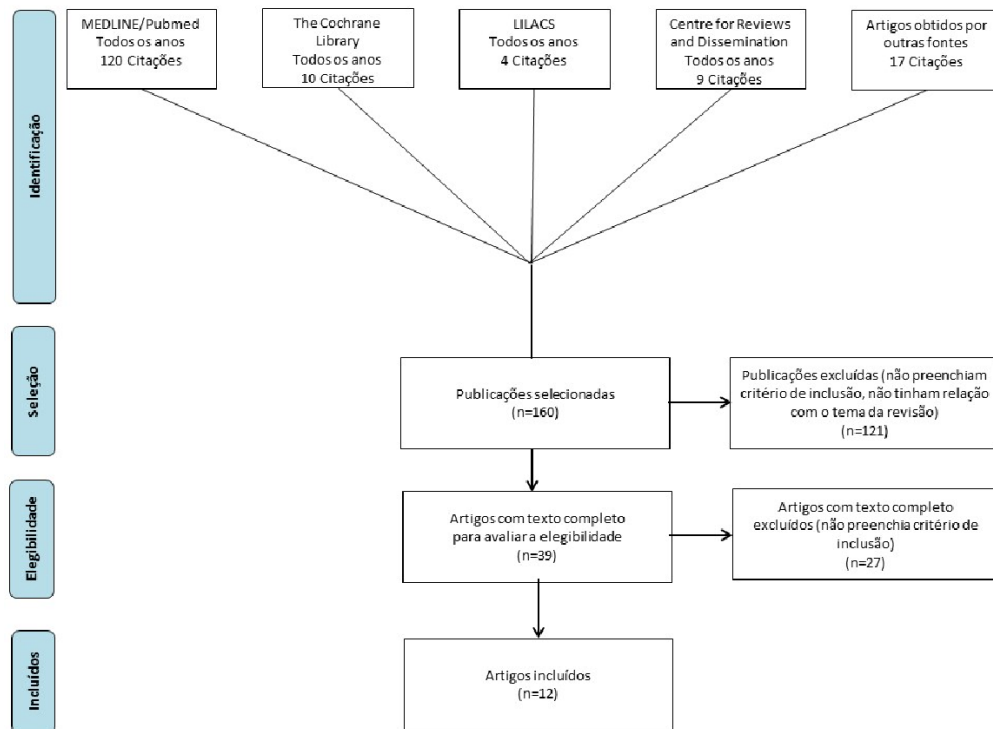 Identificação
MEDLINE/Pubmed
Todos os anos
120 Citações
The Cochrane
Library
Todos os anos
10 Citações
LILACS
Todos os anos
4 Citações
Centre for Reviews
and Dissemination
Todos os anos
9 Citações
Artigos obtidos por
outras fontes
17 Citações
Seleção
Publicações selecionadas
(n=160)
Publicações excluídas (não preenchiam
critério de inclusão, não tinham relação
com o tema da revisão)
(n=121)
Elegibilidade
Artigos com texto completo
para avaliar a elegibilidade
(n=39)
Artigos com texto completo
excluídos (não preenchia critério de
inclusão)
(n=27)
Incluídos
Artigos incluídos
(n=12)